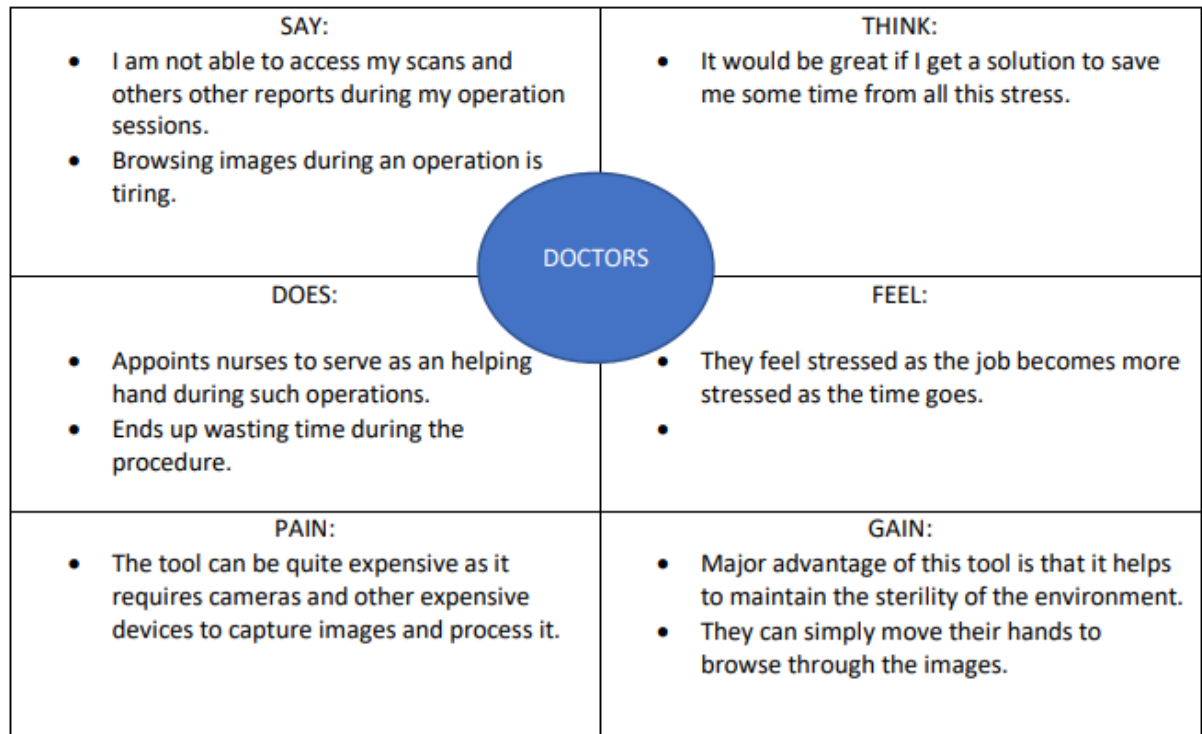 SAY:
• I am not able to access my scans and
others other reports during my operation
sessions.
• Browsing images during an operation is
tiring.
THINK:
• It would be great if I get a solution to save
me some time from all this stress.
DOCTORS
DOES:
• Appoints nurses to serve as an helping
hand during such operations.
• Ends up wasting time during the
procedure.
FEEL:
• They feel stressed as the job becomes more
stressed as the time goes.
•
PAIN:
• The tool can be quite expensive as it
requires cameras and other expensive
devices to capture images and process it.
GAIN:
• Major advantage of this tool is that it helps
to maintain the sterility of the environment.
• They can simply move their hands to
browse through the images.